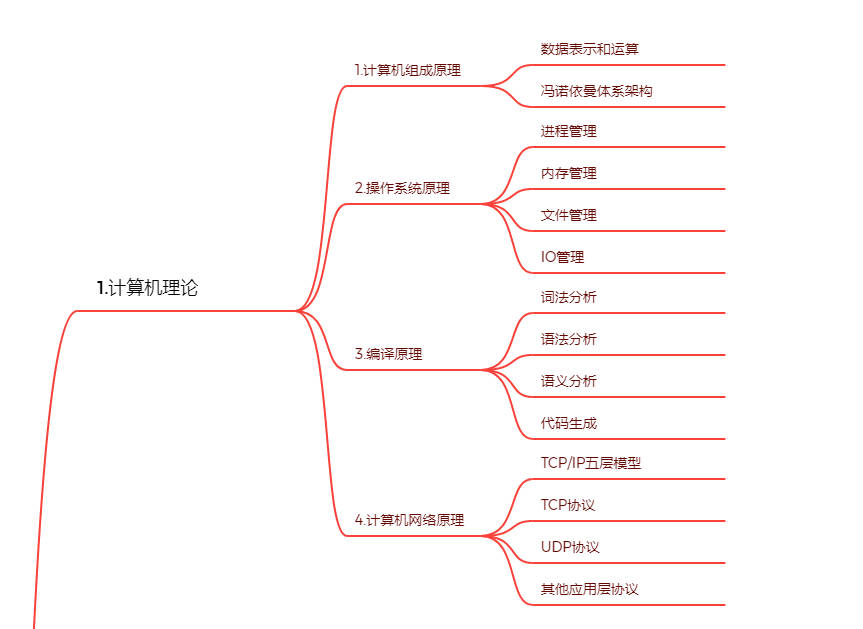 1.计算机理论
1.计算机组成原理
数据表示和运算
冯诺依曼体系架构
2.操作系统原理
进程管理
内存管理
文件管理
IO管理
3.编译原理
词法分析
语法分析
语义分析
代码生成
4.计算机网络原理
TCP/IP五层模型
TCP协议
UDP协议
其他应用层协议